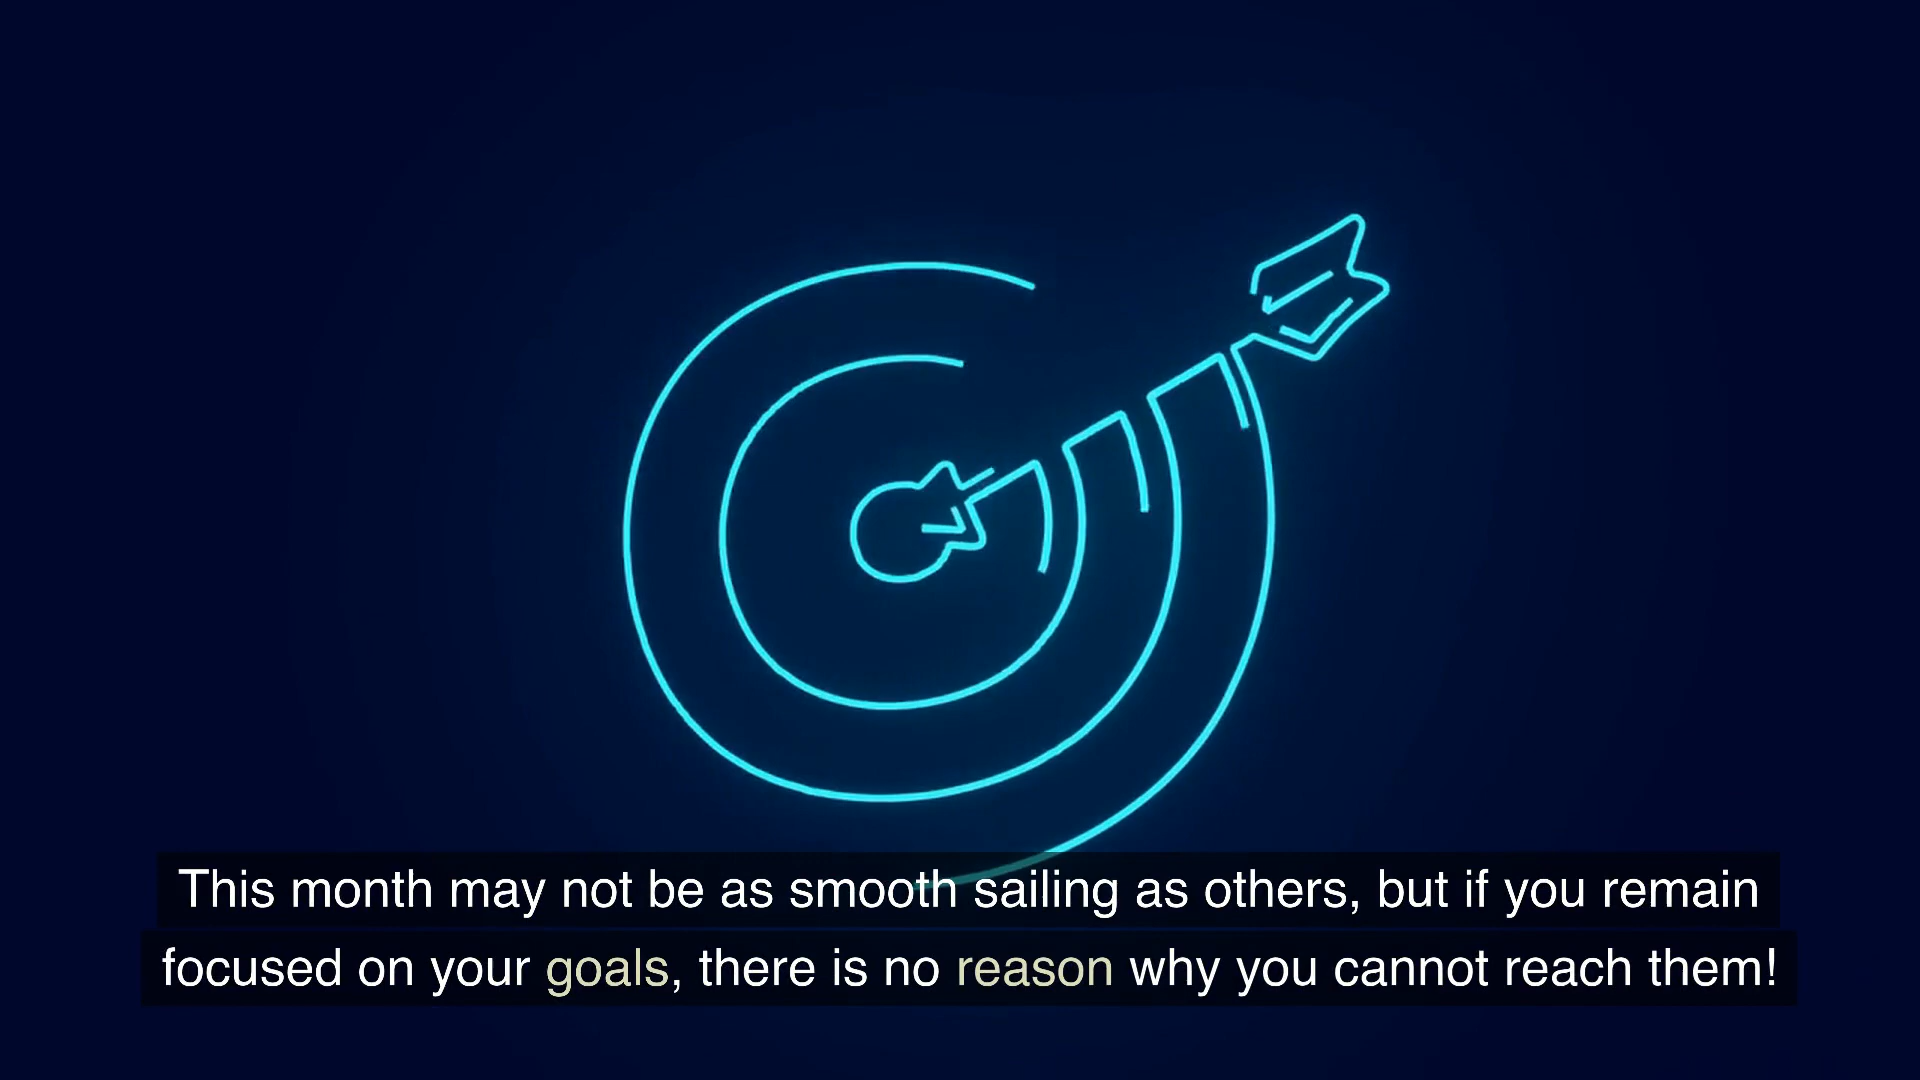 This month may not be as smooth sailing as others, but if you remain
focused on your goals, there is no reason why you cannot reach them!